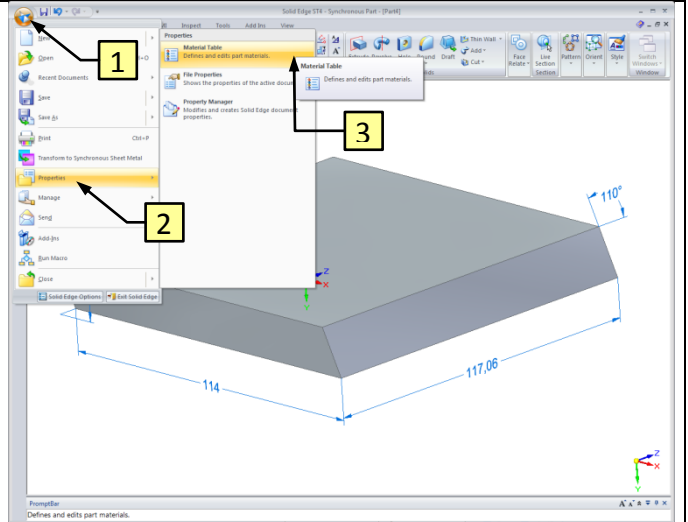 Solid Edge ST4 - Synchronous Part - [Part4]
Inspect Tools Add Ins View
New
Open
Recent Documents
Save
Save As
Print Ctrl+P
Transform to Synchronous Sheet Metal
Properties
Manage
Send
Add-Ins
Run Macro
Close
Solid Edge Options Exit Solid Edge
Properties
Material Table
Defines and edits part materials.
File Properties
Shows the properties of the active docu
Property Manager
Modifies and creates Solid Edge document
properties.
Material Table
Defines and edits part materials.
Draft
Thin Wall
Add
Cut
Face
Relate
Live
Section
Section
Pattern
Orient
Style
Switch
Windows
Window
1
2
3
110°
114
117,06
Z
X
Y
Z
X
Y
PromptBar
Defines and edits part materials.